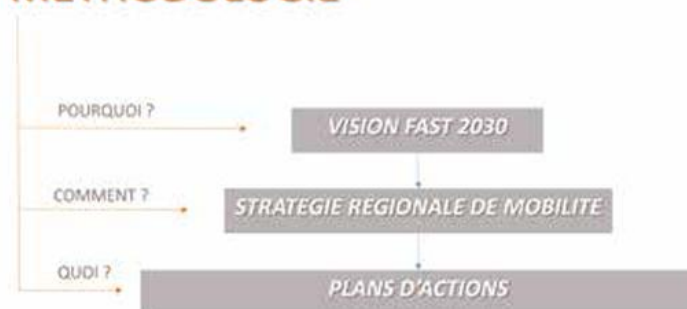 POURQUOI ?
VISION FAST 2030
COMMENT ?
STRATEGIE REGIONALE DE MOBILITE
QUOI ?
PLANS D'ACTIONS